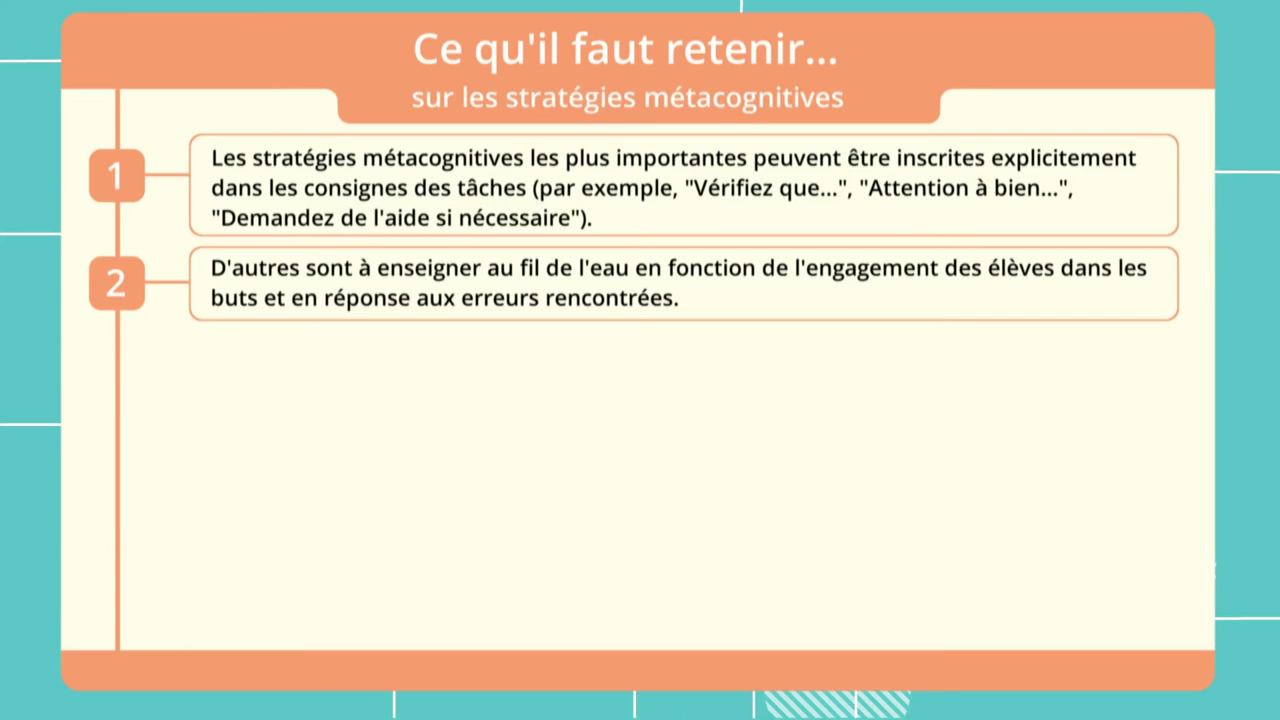 Ce qu'il faut retenir...
sur les stratégies métacognitives
1
Les stratégies métacognitives les plus importantes peuvent être inscrites explicitement
dans les consignes des tâches (par exemple, "Vérifiez que...", "Attention à bien...",
"Demandez de l'aide si nécessaire").
2
D'autres sont à enseigner au fil de l'eau en fonction de l'engagement des élèves dans les
buts et en réponse aux erreurs rencontrées.